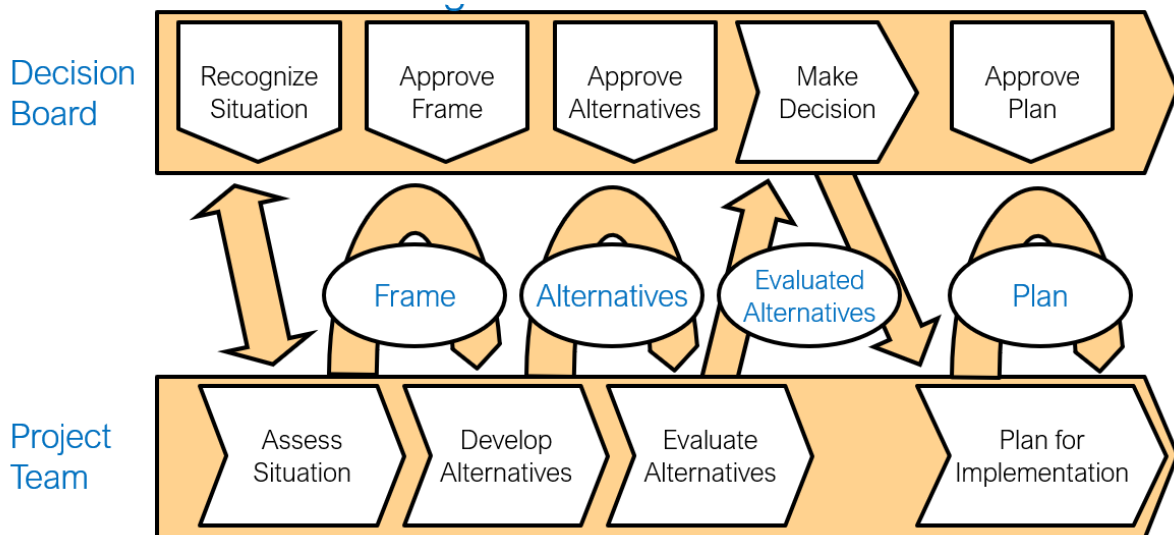 Decision
Board
Recognize
Situation
Approve
Frame
Approve
Alternatives
Make
Decision
Approve
Plan
Frame
Alternatives
Evaluated
Alternatives
Plan
Project
Team
Assess
Situation
Develop
Alternatives
Evaluate
Alternatives
Plan for
Implementation